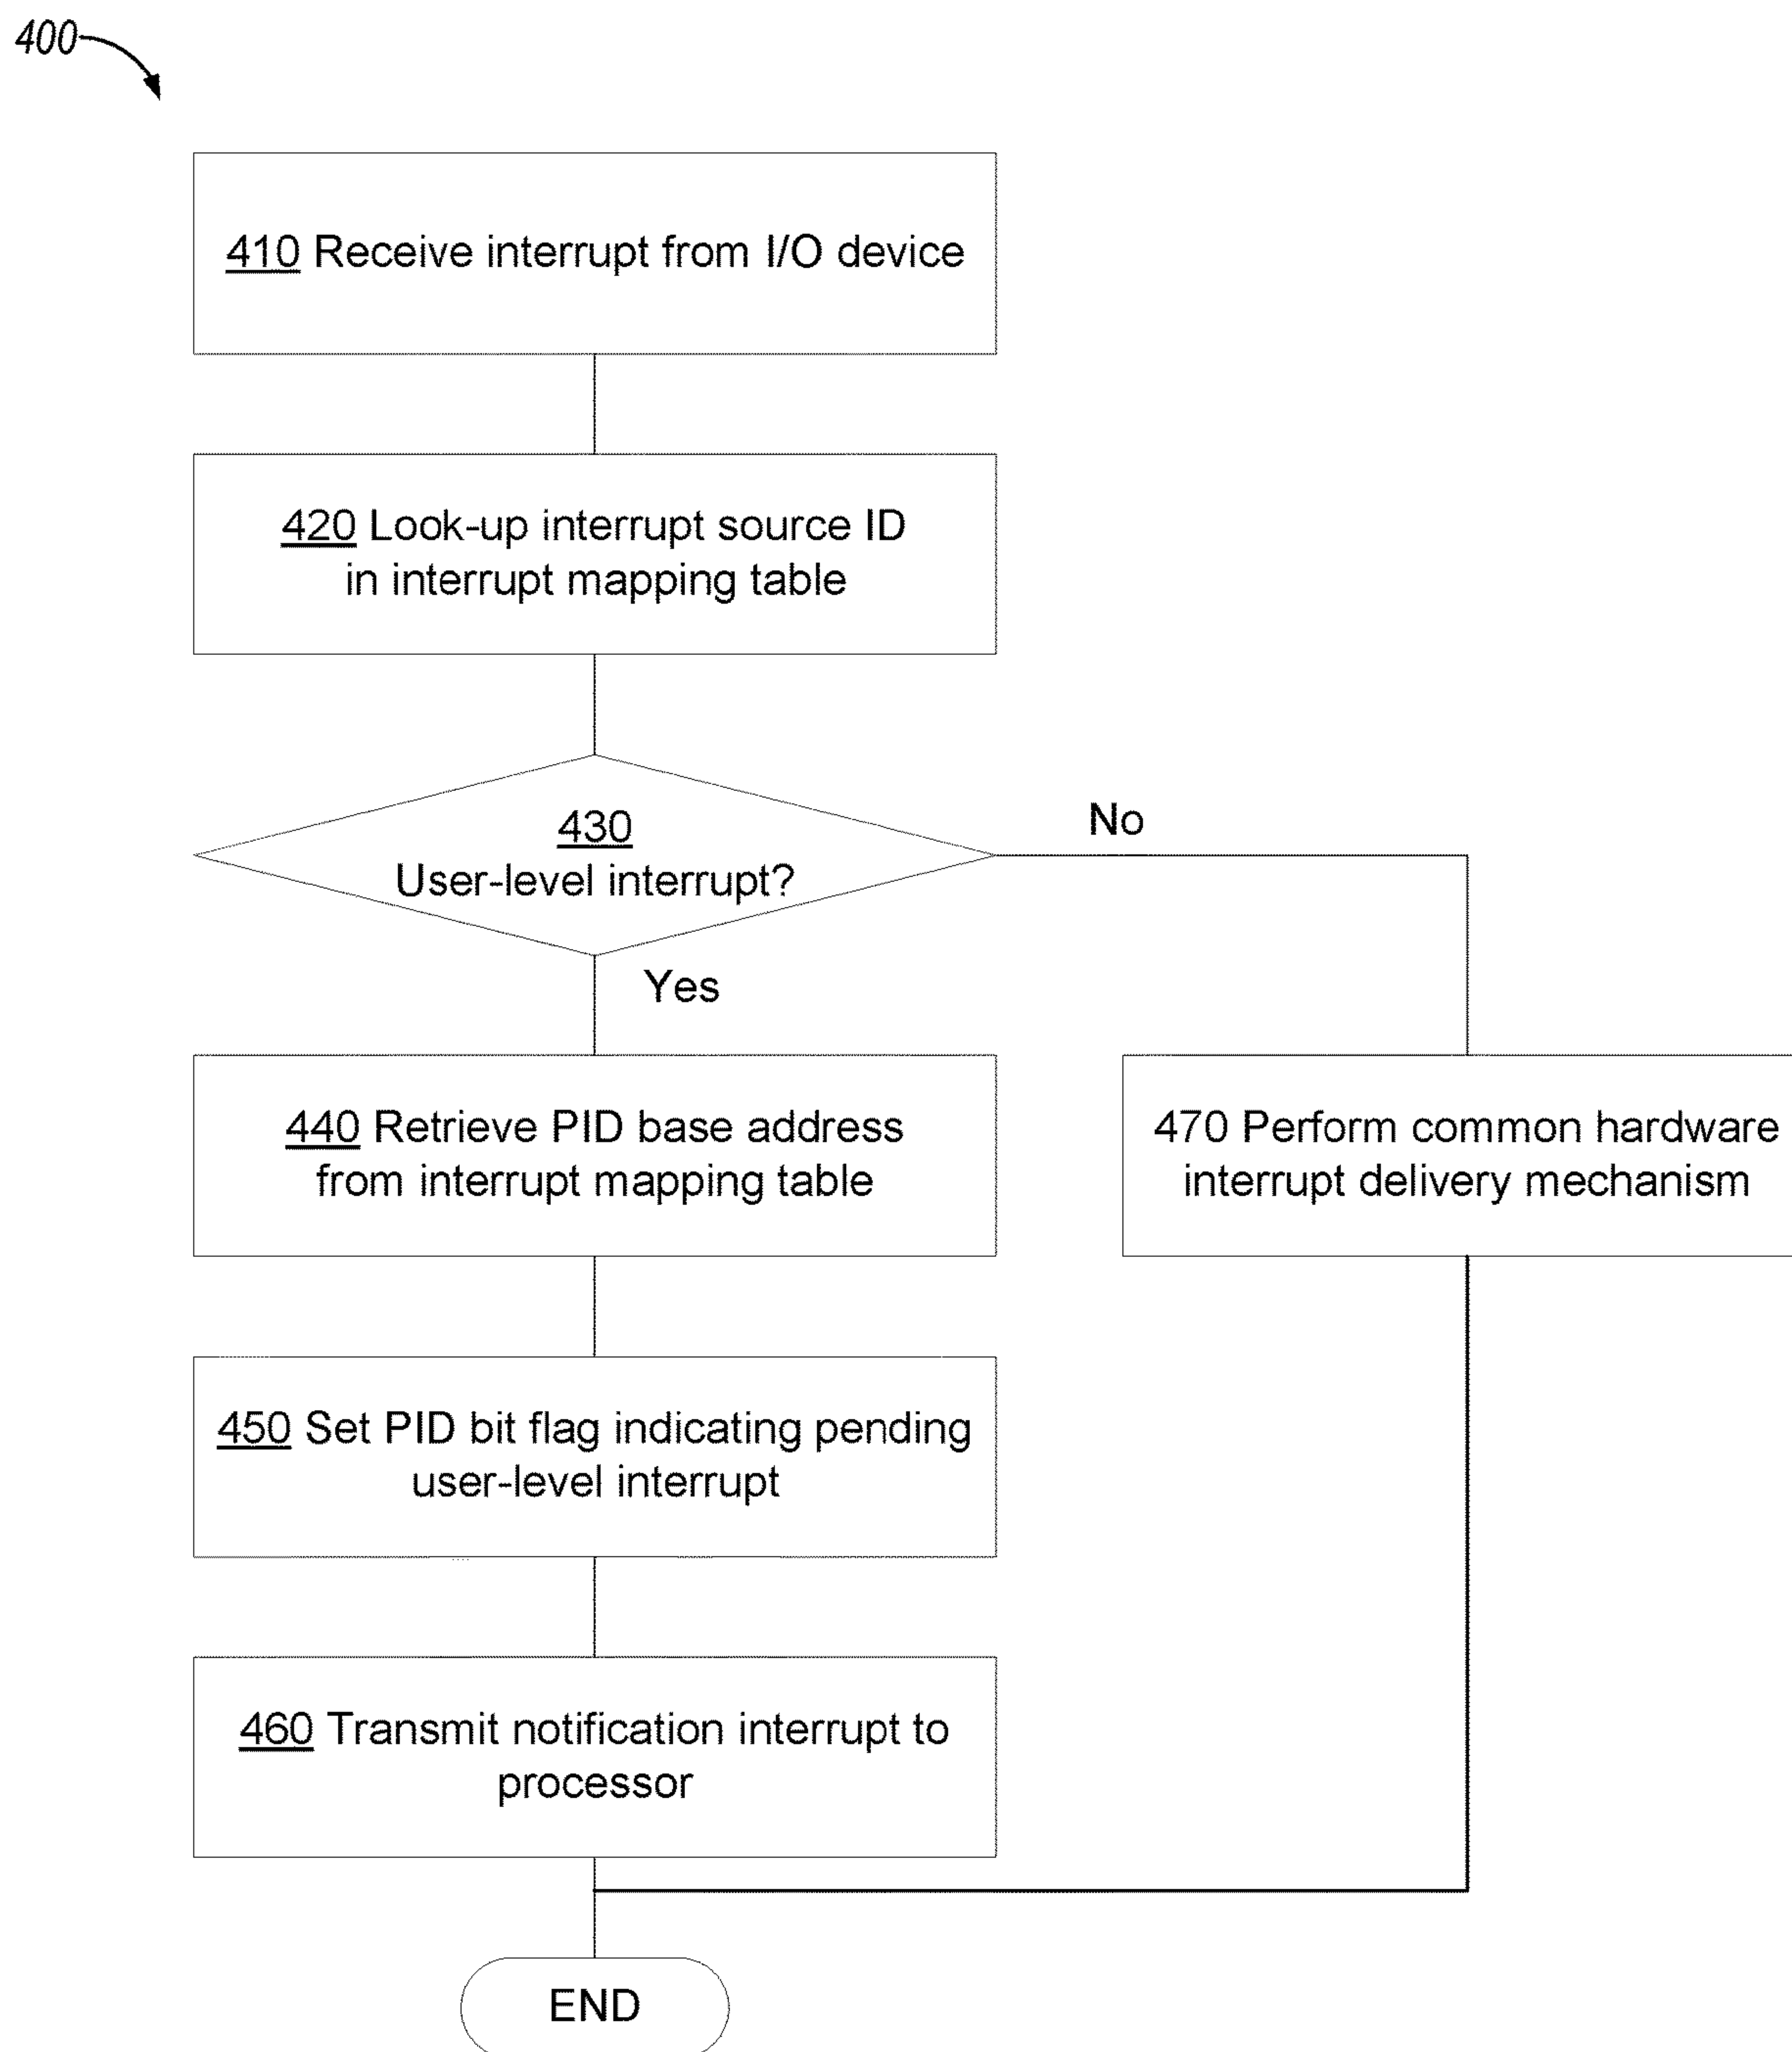 400
410 Receive interrupt from I/O device
420 Look-up interrupt source ID
in interrupt mapping table
430
User-level interrupt?
No
Yes
440 Retrieve PID base address
from interrupt mapping table
470 Perform common hardware
interrupt delivery mechanism
450 Set PID bit flag indicating pending
user-level interrupt
460 Transmit notification interrupt to
processor
END